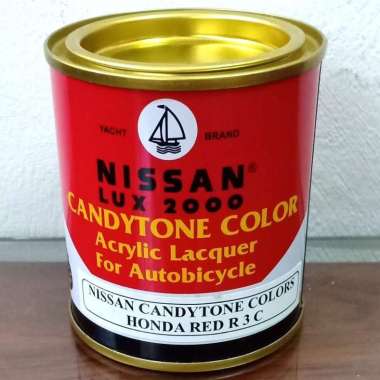 YACHT BRAND
NISSAN®
LUX 2000
CANDYTONE COLOR
Acrylic Lacquer
For Autobicycle
NISSAN CANDYTONE COLORS
HONDA RED R 3 C